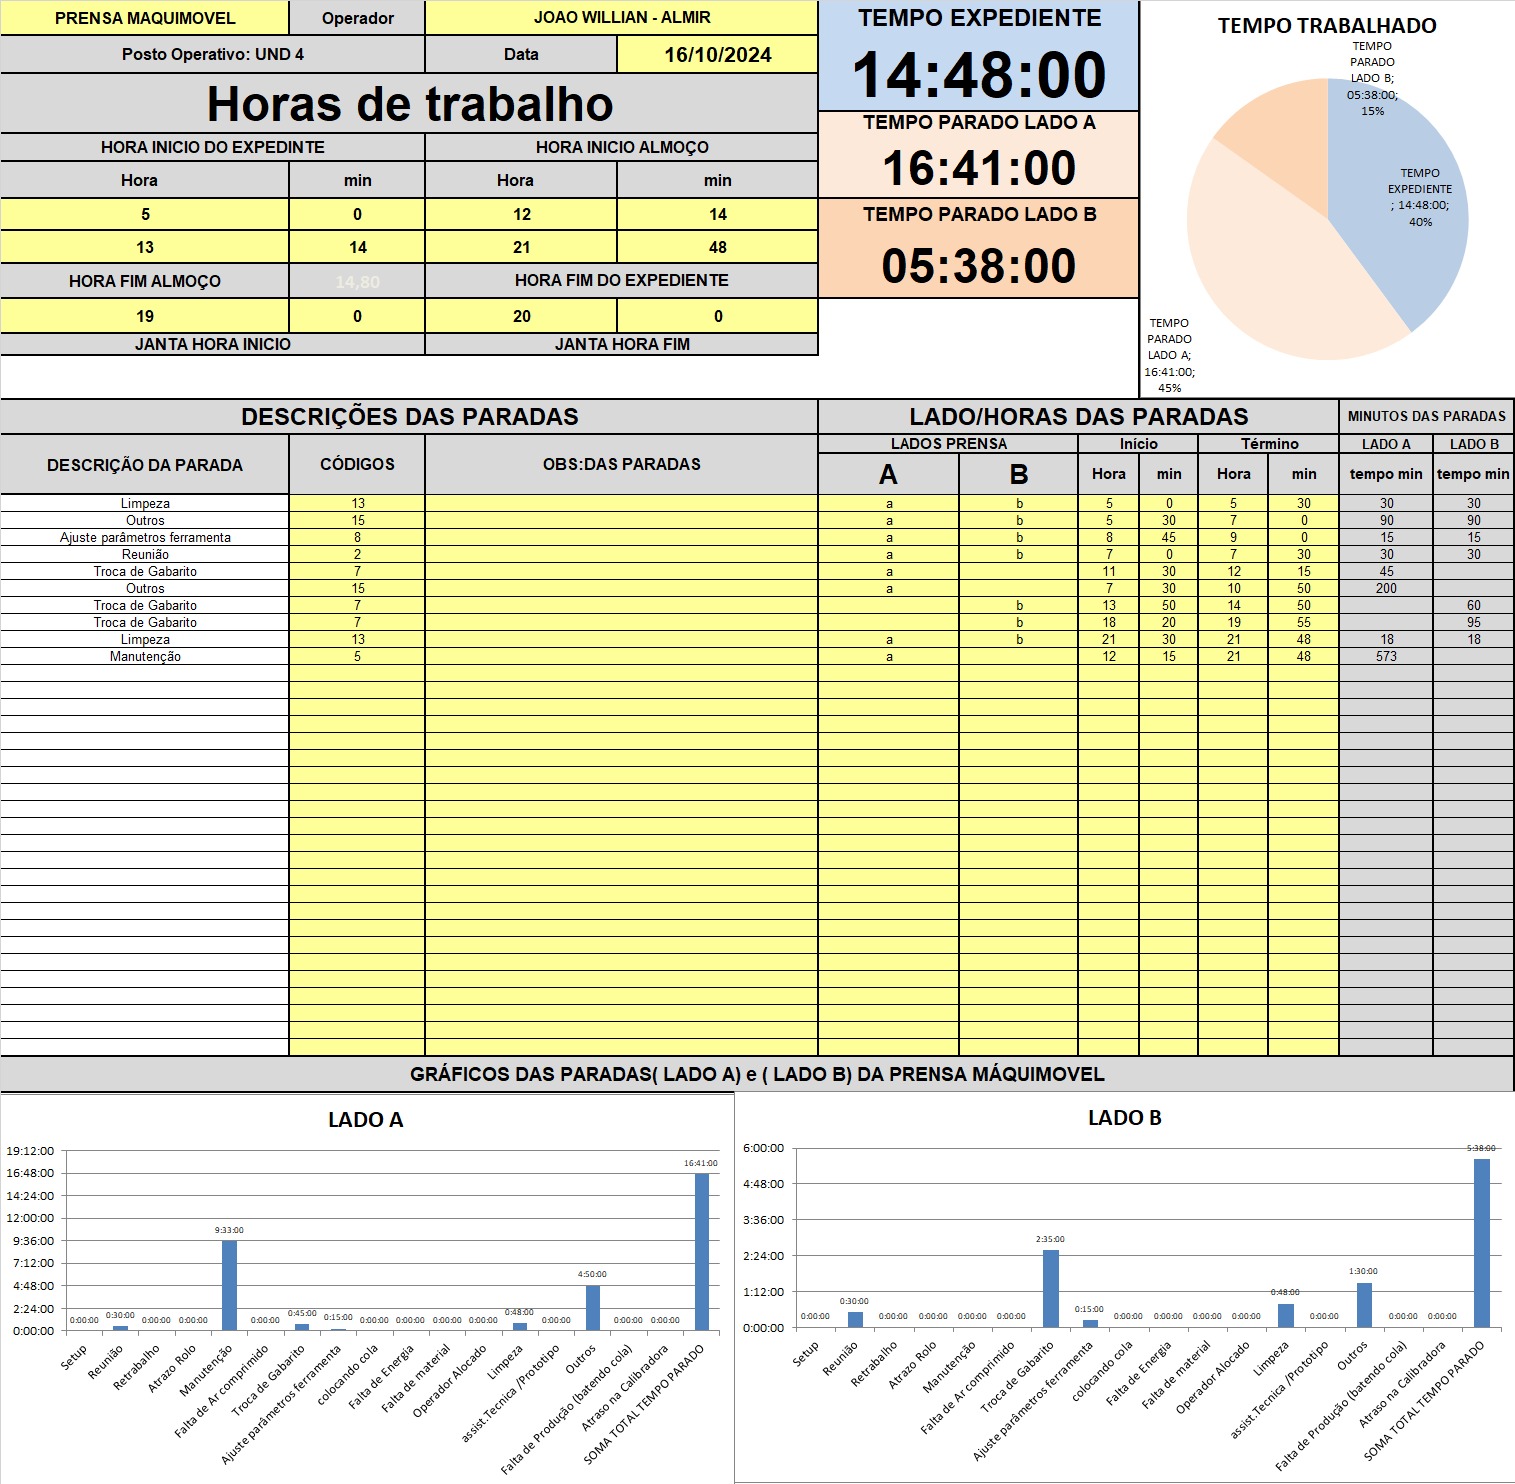 PRENSA MAQUIMOVEL Operador JOAO WILLIAN - ALMIR
Posto Operativo: UND 4 Data 16/10/2024
Horas de trabalho
HORA INICIO DO EXPEDINTE HORA INICIO ALMOÇO
Hora min Hora min
5 0 12 14
13 14 21 48
HORA FIM ALMOÇO 14,80 HORA FIM DO EXPEDIENTE
19 0 20 0
JANTA HORA INICIO JANTA HORA FIM
TEMPO EXPEDIENTE
14:48:00
TEMPO PARADO LADO A
16:41:00
TEMPO PARADO LADO B
05:38:00
TEMPO TRABALHADO
TEMPO
PARADO
LADO B;
05:38:00;
15%
TEMPO
EXPEDIENTE
; 14:48:00;
40%
TEMPO
PARADO
LADO A;
16:41:00;
45%
DESCRIÇÕES DAS PARADAS LADO/HORAS DAS PARADAS MINUTOS DAS PARADAS
DESCRIÇÃO DA PARADA CÓDIGOS OBS:DAS PARADAS LADOS PRENSA Início Término LADO A LADO B
A B Hora min Hora min tempo min tempo min
Limpeza 13 a b 5 0 5 30 30 30
Outros 15 a b 5 30 7 0 90 90
Ajuste parâmetros ferramenta 8 a b 8 45 9 0 15 15
Reunião 2 a b 7 0 7 30 30 30
Troca de Gabarito 7 a 11 30 12 15 45
Outros 15 a 7 30 10 50 200
Troca de Gabarito 7 b 13 50 14 50 60
Troca de Gabarito 7 b 18 20 19 55 95
Limpeza 13 a b 21 30 21 48 18 18
Manutenção 5 a 12 15 21 48 573
GRÁFICOS DAS PARADAS( LADO A) e ( LADO B) DA PRENSA MÁQUIMOVEL
LADO A
19:12:00
16:48:00
14:24:00
12:00:00
9:36:00
7:12:00
4:48:00
2:24:00
0:00:00
0:00:00 0:30:00 0:00:00 0:00:00 9:33:00 0:00:00 0:45:00 0:15:00 0:00:00 0:00:00 0:00:00 0:00:00 0:48:00 0:00:00 4:50:00 0:00:00 0:00:00 16:41:00
Setup
Reunião
Retrabalho
Atrazo Rolo
Manutenção
Falta de Ar comprimido
Troca de Gabarito
Ajuste parâmetros ferramenta
colocando cola
Falta de Energia
Falta de material
Operador Alocado
Limpeza
assist.Tecnica /Prototipo
Outros
Falta de Produção (batendo cola)
Atraso na Calibradora
SOMA TOTAL TEMPO PARADO
LADO B
6:00:00
4:48:00
3:36:00
2:24:00
1:12:00
0:00:00
0:00:00 0:30:00 0:00:00 0:00:00 0:00:00 0:00:00 2:35:00 0:15:00 0:00:00 0:00:00 0:00:00 0:00:00 0:48:00 0:00:00 1:30:00 0:00:00 0:00:00 5:38:00
Setup
Reunião
Retrabalho
Atrazo Rolo
Manutenção
Falta de Ar comprimido
Troca de Gabarito
Ajuste parâmetros ferramenta
colocando cola
Falta de Energia
Falta de material
Operador Alocado
Limpeza
assist.Tecnica /Prototipo
Outros
Falta de Produção (batendo cola)
Atraso na Calibradora
SOMA TOTAL TEMPO PARADO